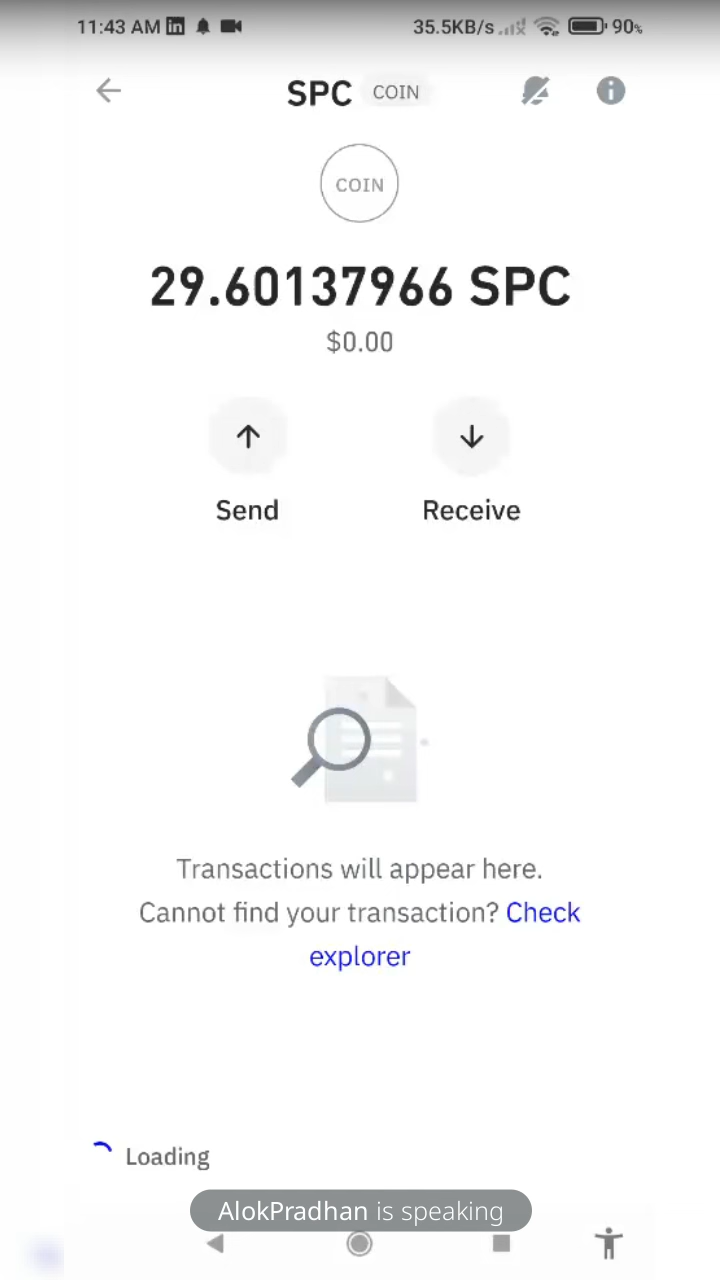 11:43 AM 35.5KB/s 90%
SPC COIN
COIN
29.60137966 SPC
$0.00
Send Receive
Transactions will appear here.
Cannot find your transaction? Check
explorer
Loading
AlokPradhan is speaking